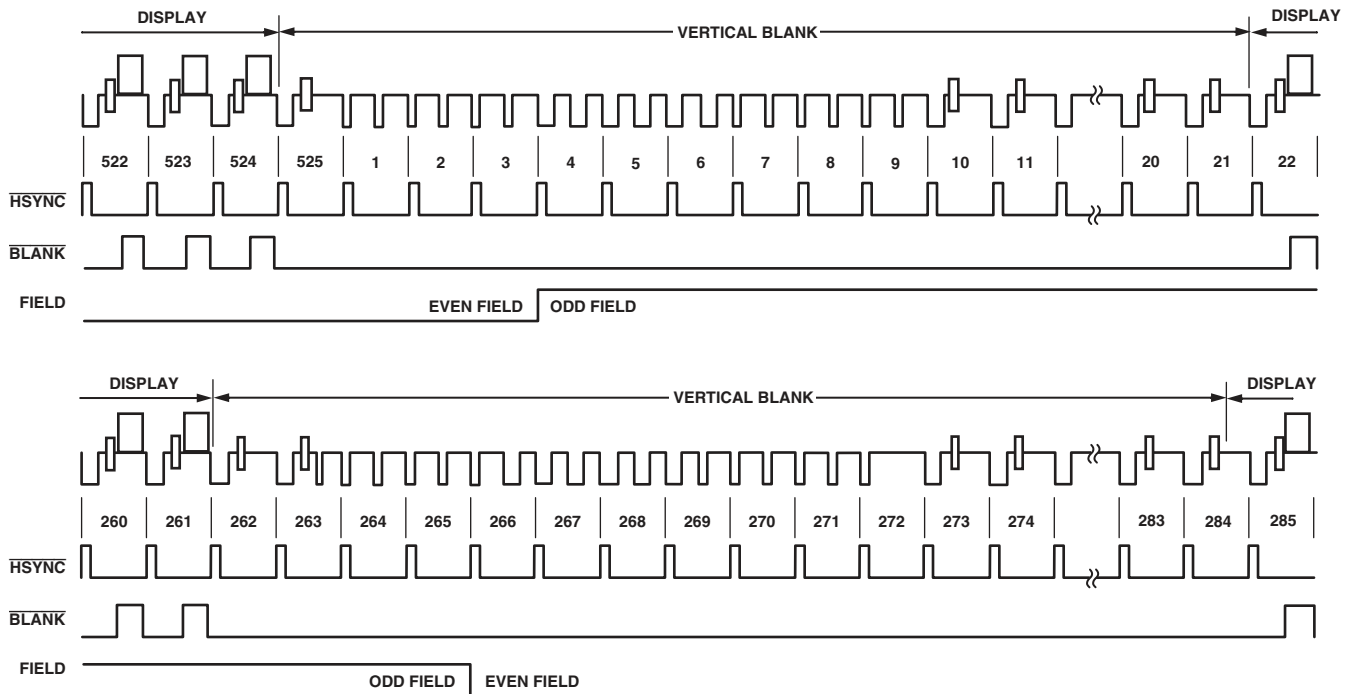 DISPLAY VERTICAL BLANK DISPLAY
522 523 524 525 1 2 3 4 5 6 7 8 9 10 11 20 21 22
HSYNC
BLANK
FIELD EVEN FIELD ODD FIELD
DISPLAY VERTICAL BLANK DISPLAY
260 261 262 263 264 265 266 267 268 269 270 271 272 273 274 283 284 285
HSYNC
BLANK
FIELD ODD FIELD EVEN FIELD